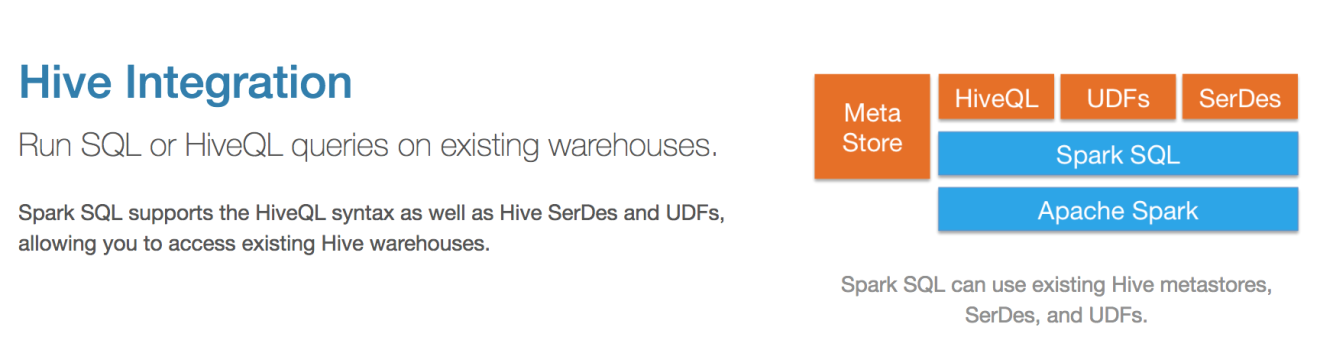 Hive Integration
Run SQL or HiveQL queries on existing warehouses.
Spark SQL supports the HiveQL syntax as well as Hive SerDes and UDFs,
allowing you to access existing Hive warehouses.
Meta
Store
HiveQL
UDFs
SerDes
Spark SQL
Apache Spark
Spark SQL can use existing Hive metastores,
SerDes, and UDFs.